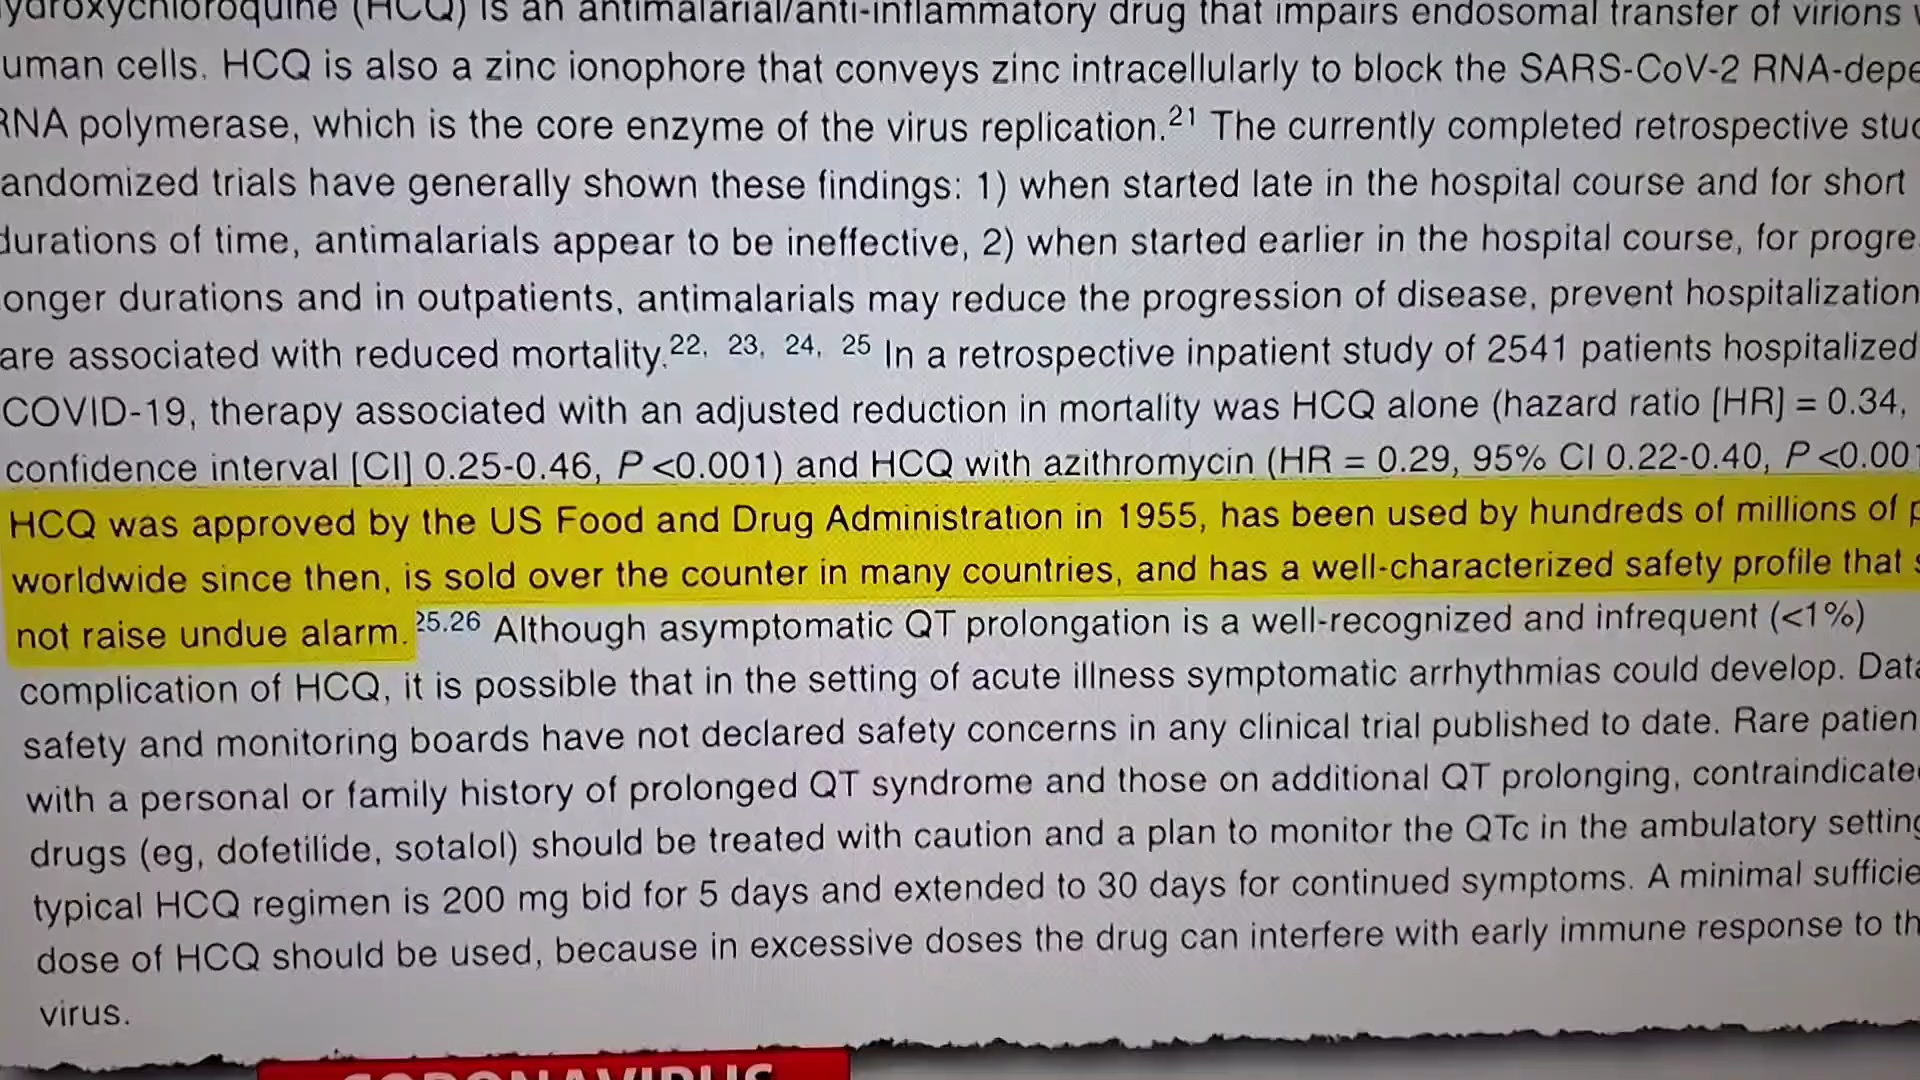 ydroxychloroquine (HCQ) is an antimalarial/anti-inflammatory drug that impairs endosomal transfer of virions
uman cells. HCQ is also a zinc ionophore that conveys zinc intracellularly to block the SARS-CoV-2 RNA-depe
RNA polymerase, which is the core enzyme of the virus replication.21 The currently completed retrospective stud
andomized trials have generally shown these findings: 1) when started late in the hospital course and for short
durations of time, antimalarials appear to be ineffective, 2) when started earlier in the hospital course, for progre
onger durations and in outpatients, antimalarials may reduce the progression of disease, prevent hospitalization
are associated with reduced mortality.22, 23, 24, 25 In a retrospective inpatient study of 2541 patients hospitalized
COVID-19, therapy associated with an adjusted reduction in mortality was HCQ alone (hazard ratio [HR] = 0.34,
confidence interval [CI] 0.25-0.46, P <0.001) and HCQ with azithromycin (HR = 0.29, 95% CI 0.22-0.40, P <0.001
HCQ was approved by the US Food and Drug Administration in 1955, has been used by hundreds of millions of p
worldwide since then, is sold over the counter in many countries, and has a well-characterized safety profile that s
not raise undue alarm.25.26 Although asymptomatic QT prolongation is a well-recognized and infrequent (<1%)
complication of HCQ, it is possible that in the setting of acute illness symptomatic arrhythmias could develop. Data
safety and monitoring boards have not declared safety concerns in any clinical trial published to date. Rare patien
with a personal or family history of prolonged QT syndrome and those on additional QT prolonging, contraindicate
drugs (eg, dofetilide, sotalol) should be treated with caution and a plan to monitor the QTc in the ambulatory setting
typical HCQ regimen is 200 mg bid for 5 days and extended to 30 days for continued symptoms. A minimal sufficie
dose of HCQ should be used, because in excessive doses the drug can interfere with early immune response to th
virus.
CORONAVIRUS